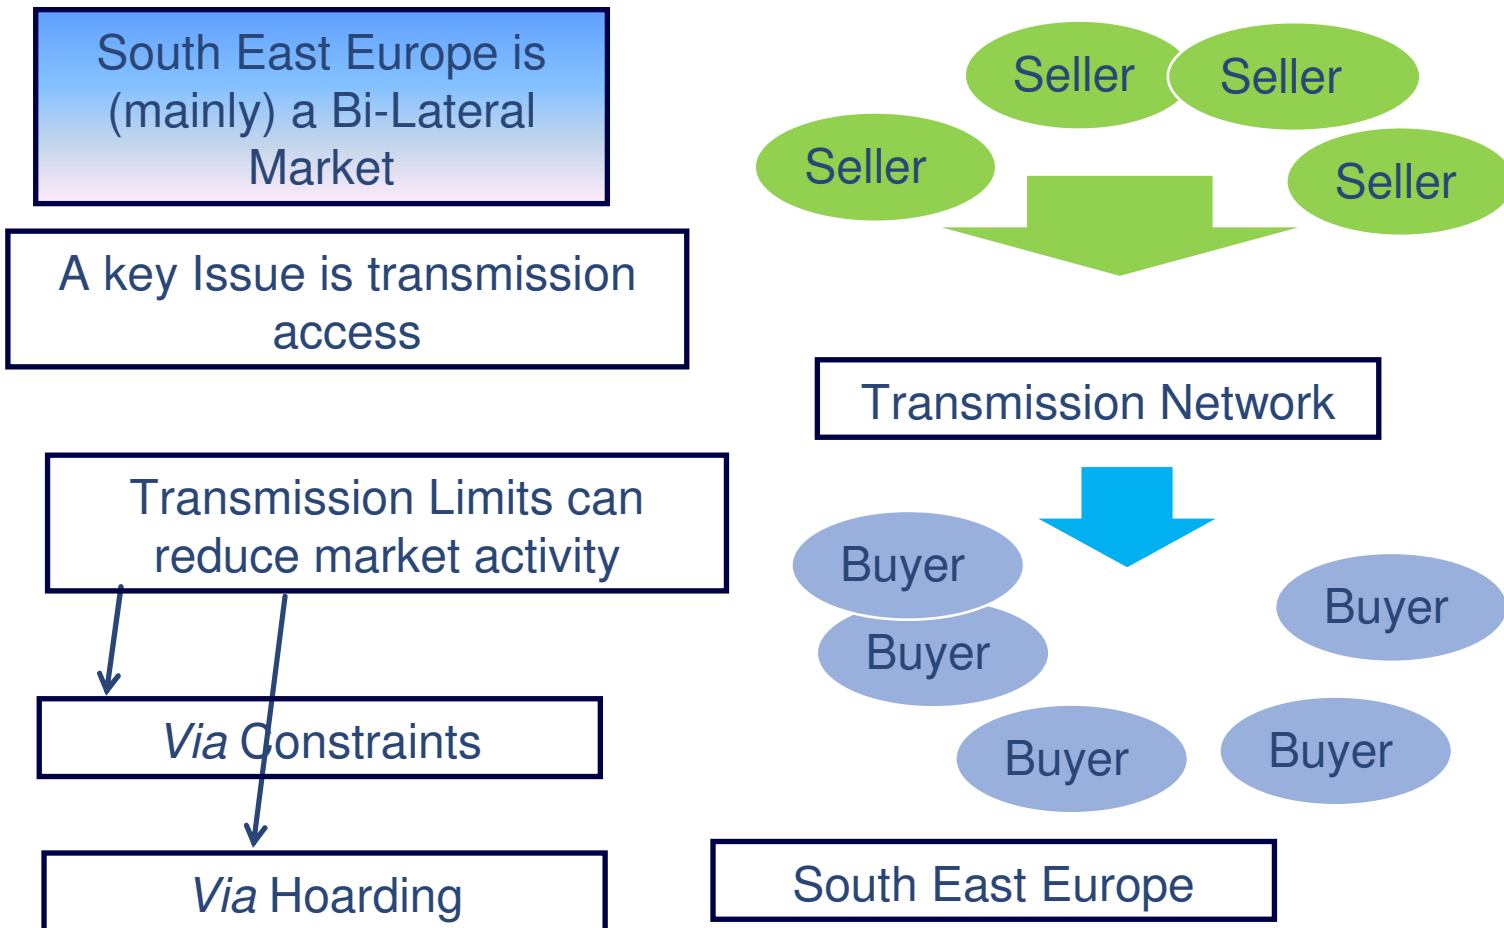 South East Europe is
(mainly) a Bi-Lateral
Market
A key Issue is transmission
access
Transmission Limits can
reduce market activity
Via Constraints
Via Hoarding
Seller
Seller
Seller
Seller
Transmission Network
Buyer
Buyer
Buyer
Buyer
Buyer
South East Europe